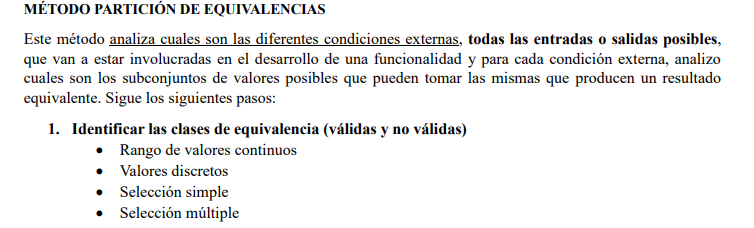 MÉTODO PARTICIÓN DE EQUIVALENCIAS
Este método analiza cuales son las diferentes condiciones externas, todas las entradas o salidas posibles,
que van a estar involucradas en el desarrollo de una funcionalidad y para cada condición externa, analizo
cuales son los subconjuntos de valores posibles que pueden tomar las mismas que producen un resultado
equivalente. Sigue los siguientes pasos:
1. Identificar las clases de equivalencia (válidas y no válidas)
• Rango de valores continuos
• Valores discretos
• Selección simple
• Selección múltiple